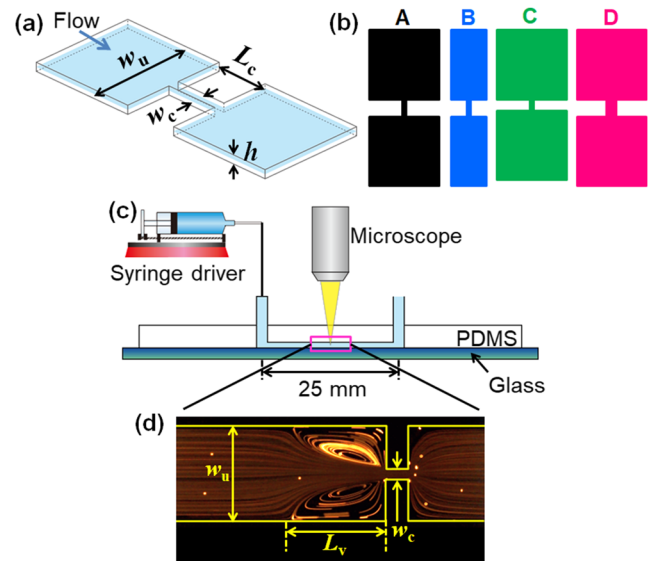 (a)
Flow
wu
Lc
wc
h
(b)
A B C D
(c)
Syringe driver
Microscope
PDMS
Glass
25 mm
(d)
wu
Lv
wc